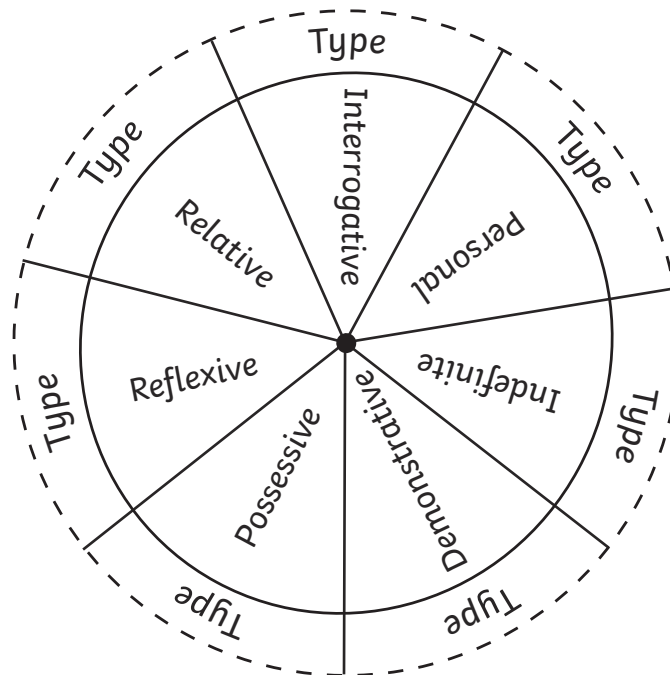 Type
Interrogative
Type
Personal
Type
Indefinite
Type
Demonstrative
Type
Possessive
Type
Reflexive
Type
Relative